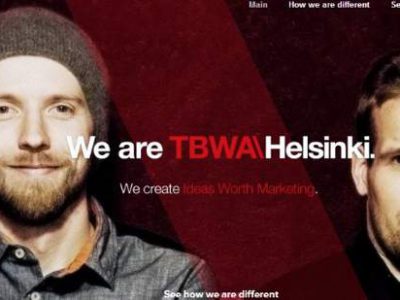 Main How we are different Se
We are TBWA\Helsinki.
We create Ideas Worth Marketing.
See how we are different